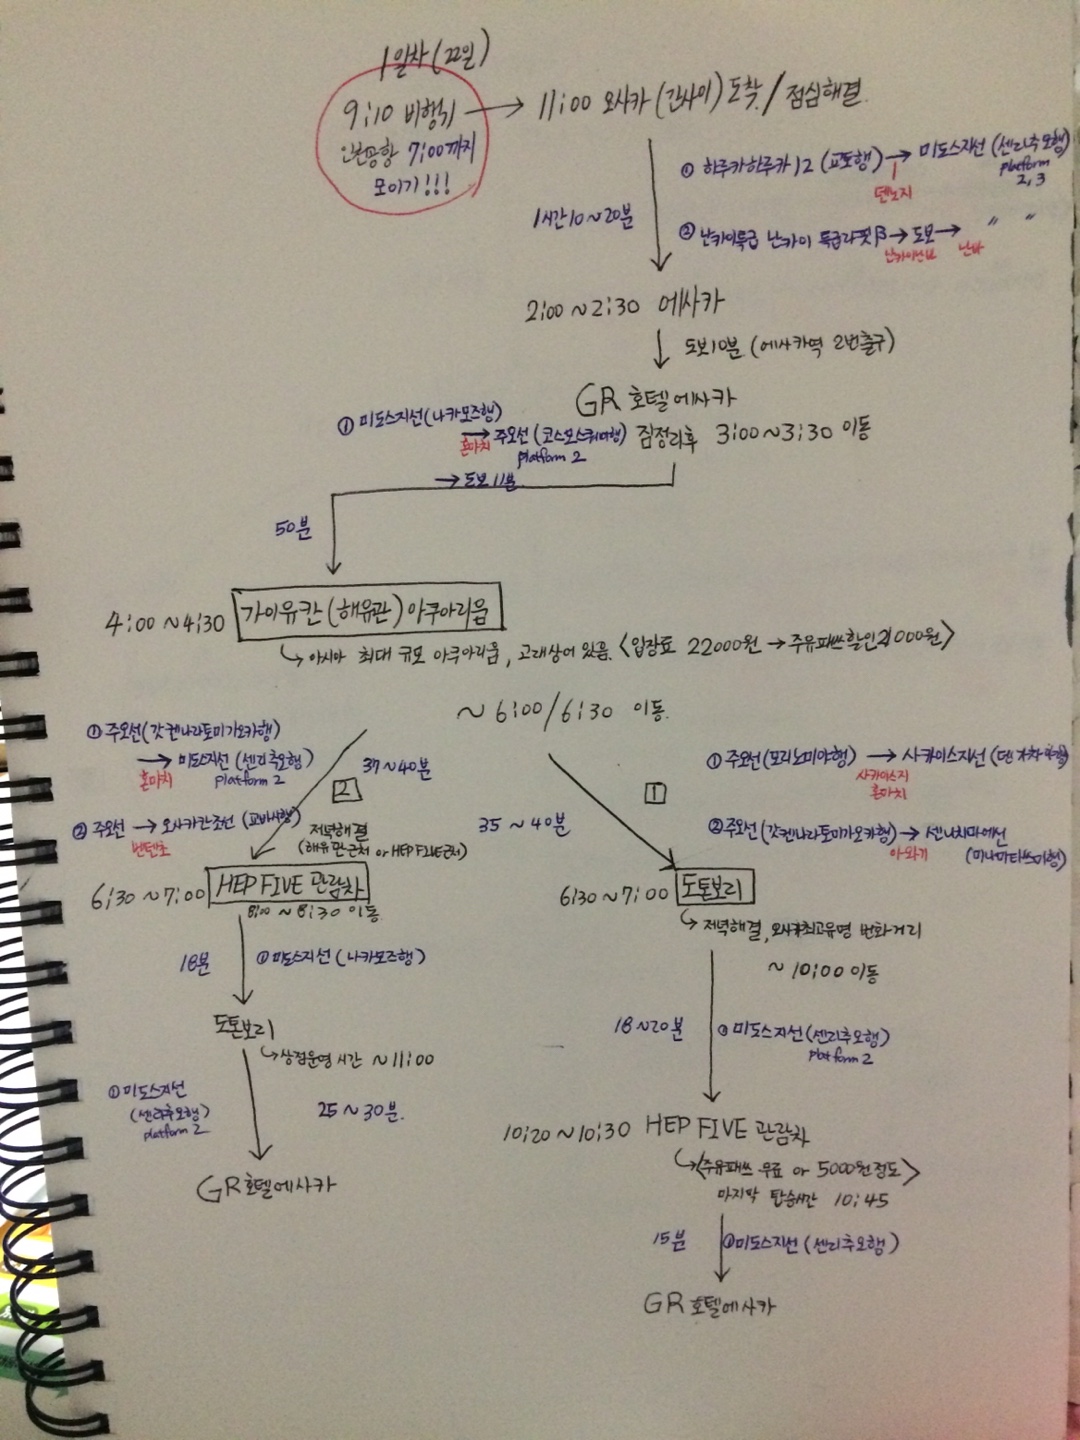 1일차(22일)
9:10 비행기 → 11:00 오사카 (간사이) 도착 / 점심해결
인천공항 7:00까지
모이기!!!
1시간10~20분
① 하루카하루카12 (교토행) → 미도스지선 (센리추오행)
platform
2, 3
덴노지
② 난카이특급 난카이 특급라핏β → 도보 → 〃 〃
난카이난바 난바
2:00 ~ 2:30 에사카
도보10분 (에사카역 2번출구)
GR 호텔에사카
짐정리후 3:00~3:30 이동
① 미도스지선(나카모즈행)
→ 주오선 (코스모스퀘어행)
혼마치 platform 2
→ 도보 11분
50분
4:00 ~4:30 가이유칸(해유관) 아쿠아리움
↳ 아시아 최대 규모 아쿠아리움, 고래상어 있음. <입장료 22000원 → 주유패쓰할인 21000원>
~ 6:00/6:30 이동.
① 주오선(갓켄나라토미가오카행)
→ 미도스지선 (센리추오행)
혼마치 platform 2
② 주오선 → 오사카칸조선 (교바시행)
벤텐초
2
37~40분
저녁해결
(해유관근처 or HEP FIVE근처)
6:30 ~7:00 HEP FIVE 관람차
8:00 ~ 8:30 이동
18분
① 미도스지선 (나카모즈행)
도톤보리
↳ 상점운영 시간 ~11:00
① 미도스지선
(센리추오행)
platform 2
25 ~ 30분.
GR호텔에사카
1
35 ~40분
① 주오선(모리노미야행) → 사카이스지선
사카이스지
혼마치
② 주오선(갓켄나라토미가오카행) → 센니치마에선
아와자 (미나미타쓰미행)
6:30 ~7:00 도톤보리
↳ 저녁해결, 오사카최고유명 번화거리
~ 10:00 이동
18~20분
① 미도스지선(센리추오행)
platform 2
10:20 ~10:30 HEP FIVE 관람차
↳ <주유패쓰 무료 or 5000원정도>
마지막 탑승시간 10:45
15분
① 미도스지선 (센리추오행)
GR 호텔에사카